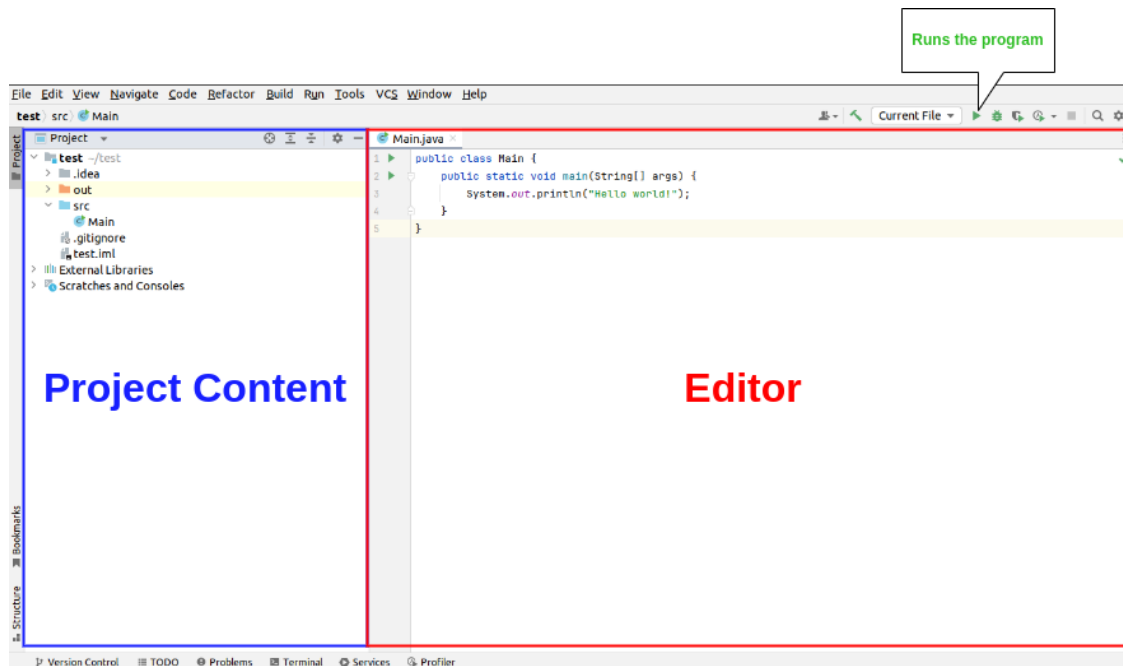 Runs the program
File Edit View Navigate Code Refactor Build Run Tools VCS Window Help
test src Main
Current File
Project
Project
test ~/test
.idea
out
src
Main
.gitignore
test.iml
External Libraries
Scratches and Consoles
Project Content
Main.java
1 public class Main {
2 public static void main(String[] args) {
3 System.out.println("Hello world!");
4 }
5 }
Editor
Bookmarks
Structure
Version Control TODO Problems Terminal Services Profiler